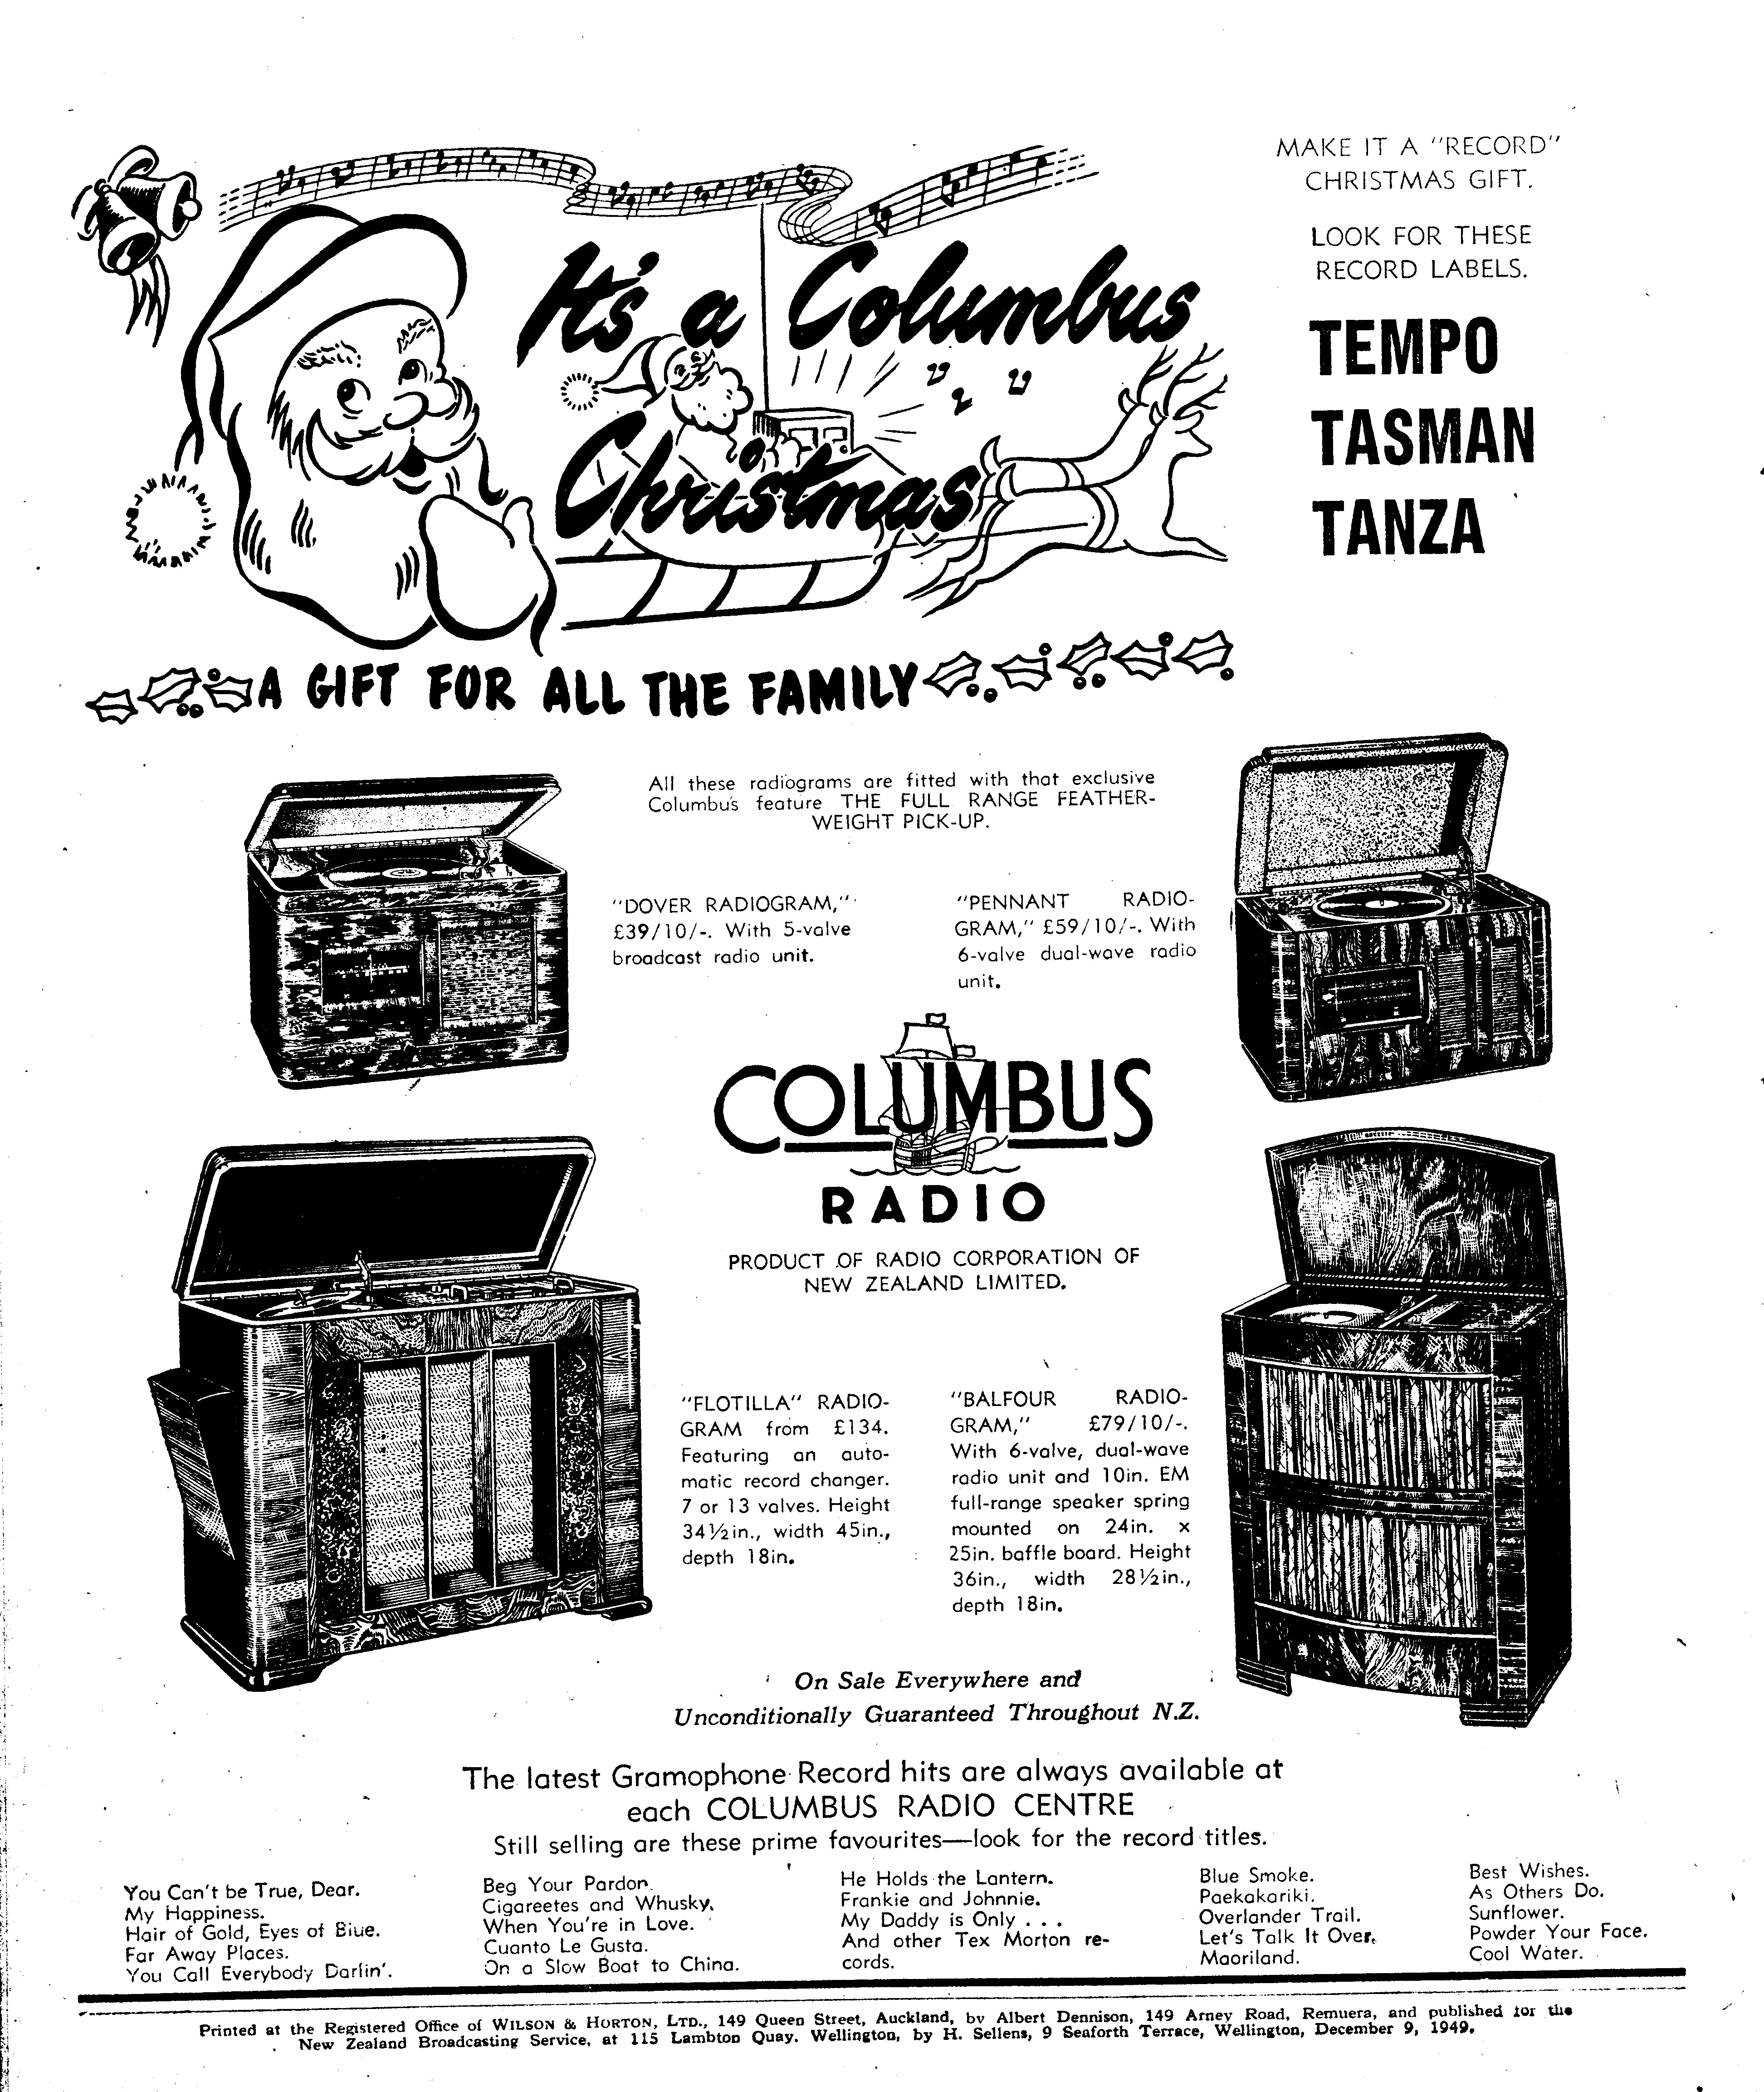 MAKE IT A "RECORD"
CHRISTMAS GIFT.
LOOK FOR THESE
RECORD LABELS.
TEMPO
TASMAN
TANZA
It's a Columbus
Christmas
A GIFT FOR ALL THE FAMILY
All these radiograms are fitted with that exclusive
Columbus feature THE FULL RANGE FEATHER-
WEIGHT PICK-UP.
"DOVER RADIOGRAM,"
£39/10/-. With 5-valve
broadcast radio unit.
"PENNANT RADIO-
GRAM," £59/10/-. With
6-valve dual-wave radio
unit.
COLUMBUS
RADIO
PRODUCT OF RADIO CORPORATION OF
NEW ZEALAND LIMITED.
"FLOTILLA" RADIO-
GRAM from £134.
Featuring an auto-
matic record changer.
7 or 13 valves. Height
34½in., width 45in.,
depth 18in.
"BALFOUR RADIO-
GRAM," £79/10/-.
With 6-valve, dual-wave
radio unit and 10in. EM
full-range speaker spring
mounted on 24in. x
25in. baffle board. Height
36in., width 28½in.,
depth 18in.
On Sale Everywhere and
Unconditionally Guaranteed Throughout N.Z.
The latest Gramophone Record hits are always available at
each COLUMBUS RADIO CENTRE
Still selling are these prime favourites—look for the record titles.
You Can't be True, Dear.
My Happiness.
Hair of Gold, Eyes of Blue.
Far Away Places.
You Call Everybody Darlin'.
Beg Your Pardon.
Cigareetes and Whusky.
When You're in Love.
Cuanto Le Gusta.
On a Slow Boat to China.
He Holds the Lantern.
Frankie and Johnnie.
My Daddy is Only . . .
And other Tex Morton re-
cords.
Blue Smoke.
Paekakariki.
Overlander Trail.
Let's Talk It Over.
Maoriland.
Best Wishes.
As Others Do.
Sunflower.
Powder Your Face.
Cool Water.
Printed at the Registered Office of WILSON & HORTON, LTD., 149 Queen Street, Auckland, by Albert Dennison, 149 Arney Road, Remuera, and published for the
New Zealand Broadcasting Service, at 115 Lambton Quay, Wellington, by H. Sellens, 9 Seaforth Terrace, Wellington, December 9, 1949.